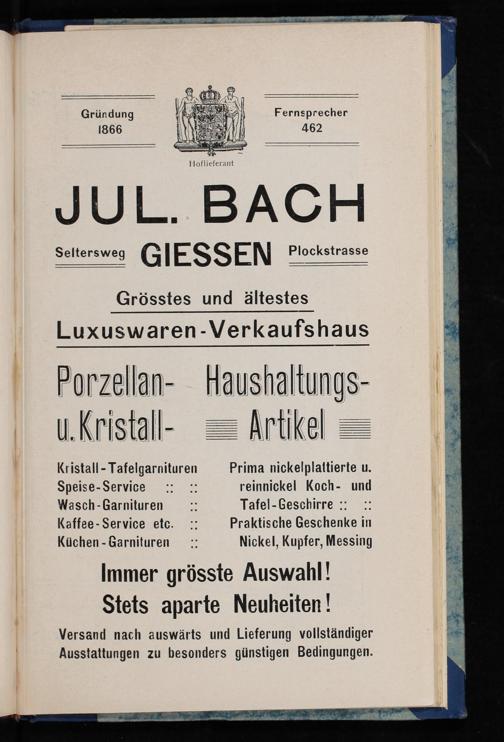 Gründung
1866
Fernsprecher
462
Hoflieferant
JUL. BACH
Seltersweg GIESSEN Plockstrasse
Grösstes und ältestes
Luxuswaren-Verkaufshaus
Porzellan-
u. Kristall-
Haushaltungs-
Artikel
Kristall-Tafelgarnituren
Speise-Service :: ::
Wasch-Garnituren ::
Kaffee-Service etc. ::
Küchen-Garnituren ::
Prima nickelplattierte u.
reinnickel Koch- und
Tafel-Geschirre :: ::
Praktische Geschenke in
Nickel, Kupfer, Messing
Immer grösste Auswahl!
Stets aparte Neuheiten!
Versand nach auswärts und Lieferung vollständiger
Ausstattungen zu besonders günstigen Bedingungen.